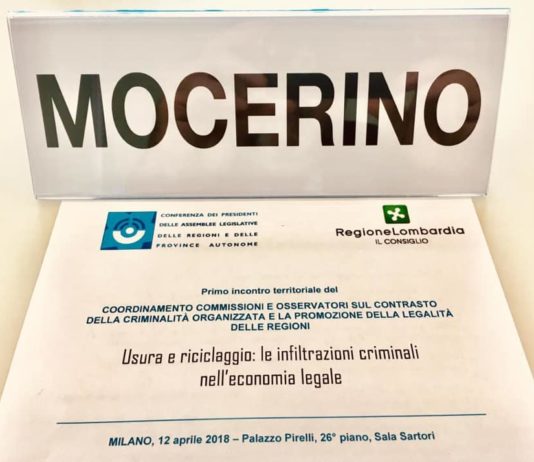 MOCERINO
CONFERENZA DEI PRESIDENTI
DELLE ASSEMBLEE LEGISLATIVE
DELLE REGIONI E DELLE
PROVINCE AUTONOME
RegioneLombardia
IL CONSIGLIO
Primo incontro territoriale del
COORDINAMENTO COMMISSIONI E OSSERVATORI SUL CONTRASTO
DELLA CRIMINALITÀ ORGANIZZATA E LA PROMOZIONE DELLA LEGALITÀ
DELLE REGIONI
Usura e riciclaggio: le infiltrazioni criminali
nell'economia legale
MILANO, 12 aprile 2018 – Palazzo Pirelli, 26° piano, Sala Sartori